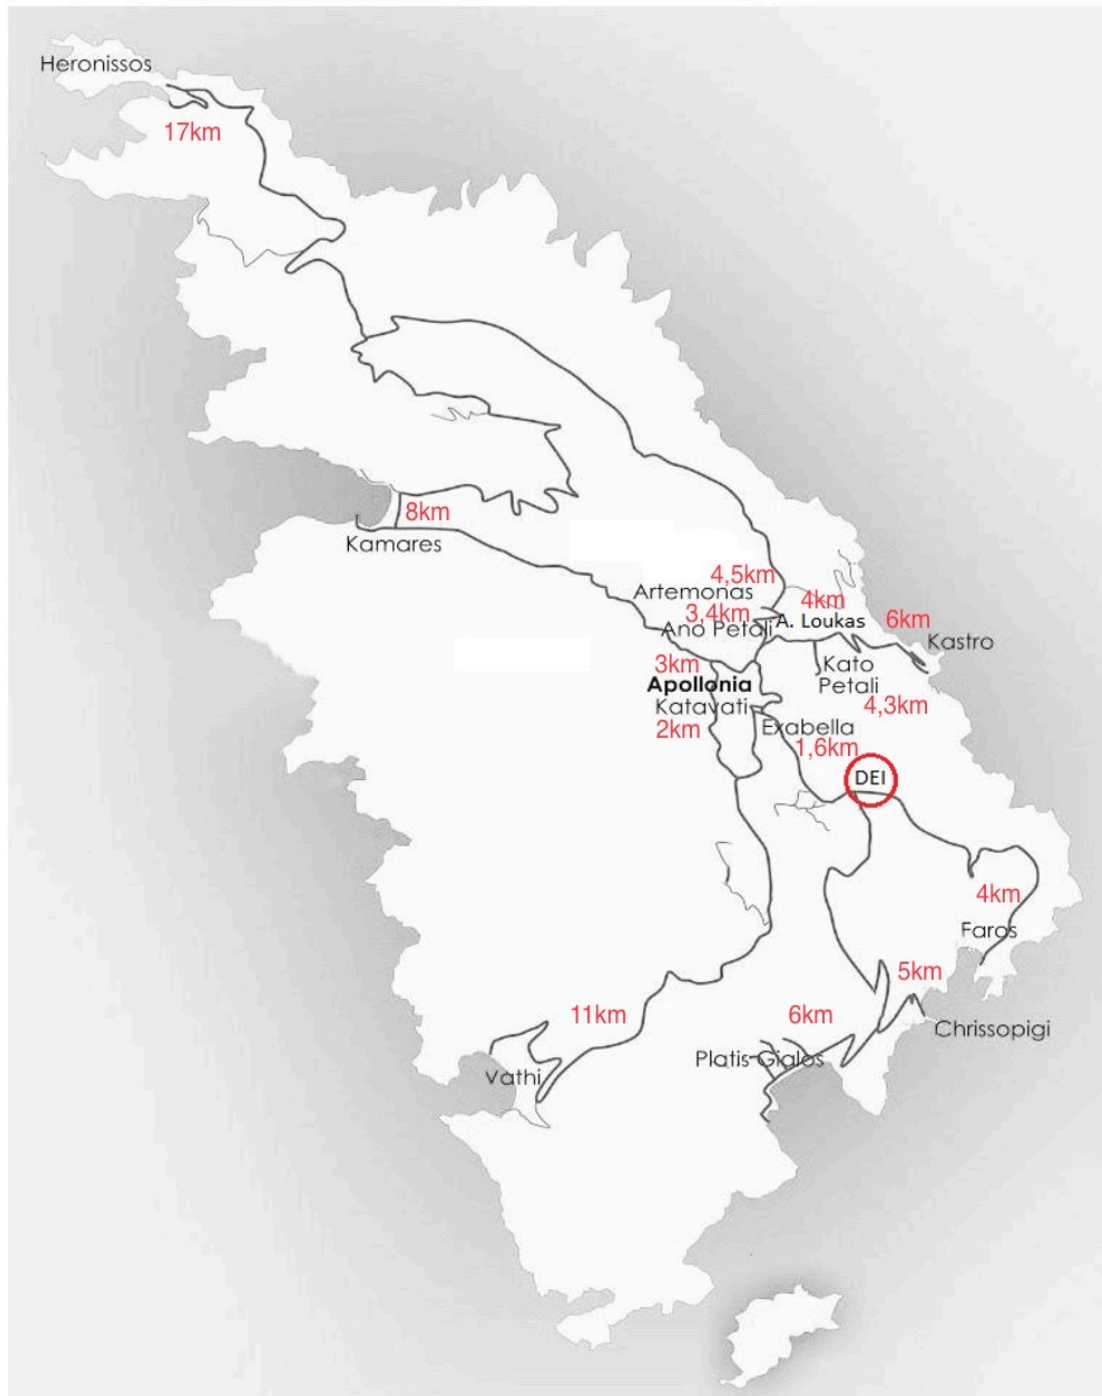 Heronissos
17km
8km
Kamares
4,5km
Artemonas
4km
3,4km
A. Loukas
6km
Ano Petali
Kastro
3km
Kato
Petali
Apollonia
Katavati
4,3km
2km
Exabella
1,6km
DEI
4km
Faros
5km
11km
6km
Chrissopigi
Platis-Gialos
Vathi